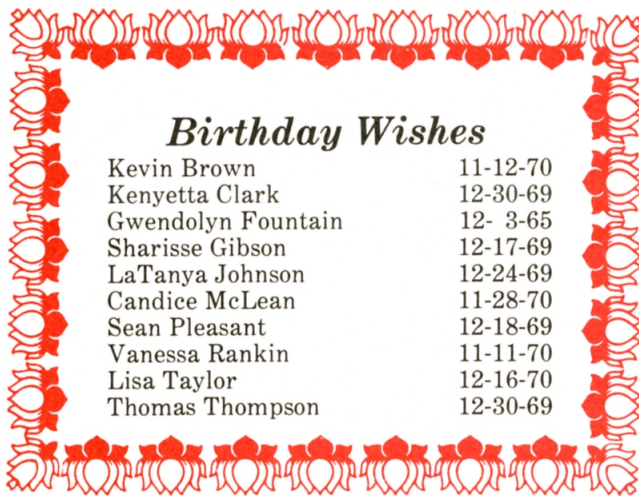 Birthday Wishes
Kevin Brown 11-12-70
Kenyetta Clark 12-30-69
Gwendolyn Fountain 12- 3-65
Sharisse Gibson 12-17-69
LaTanya Johnson 12-24-69
Candice McLean 11-28-70
Sean Pleasant 12-18-69
Vanessa Rankin 11-11-70
Lisa Taylor 12-16-70
Thomas Thompson 12-30-69